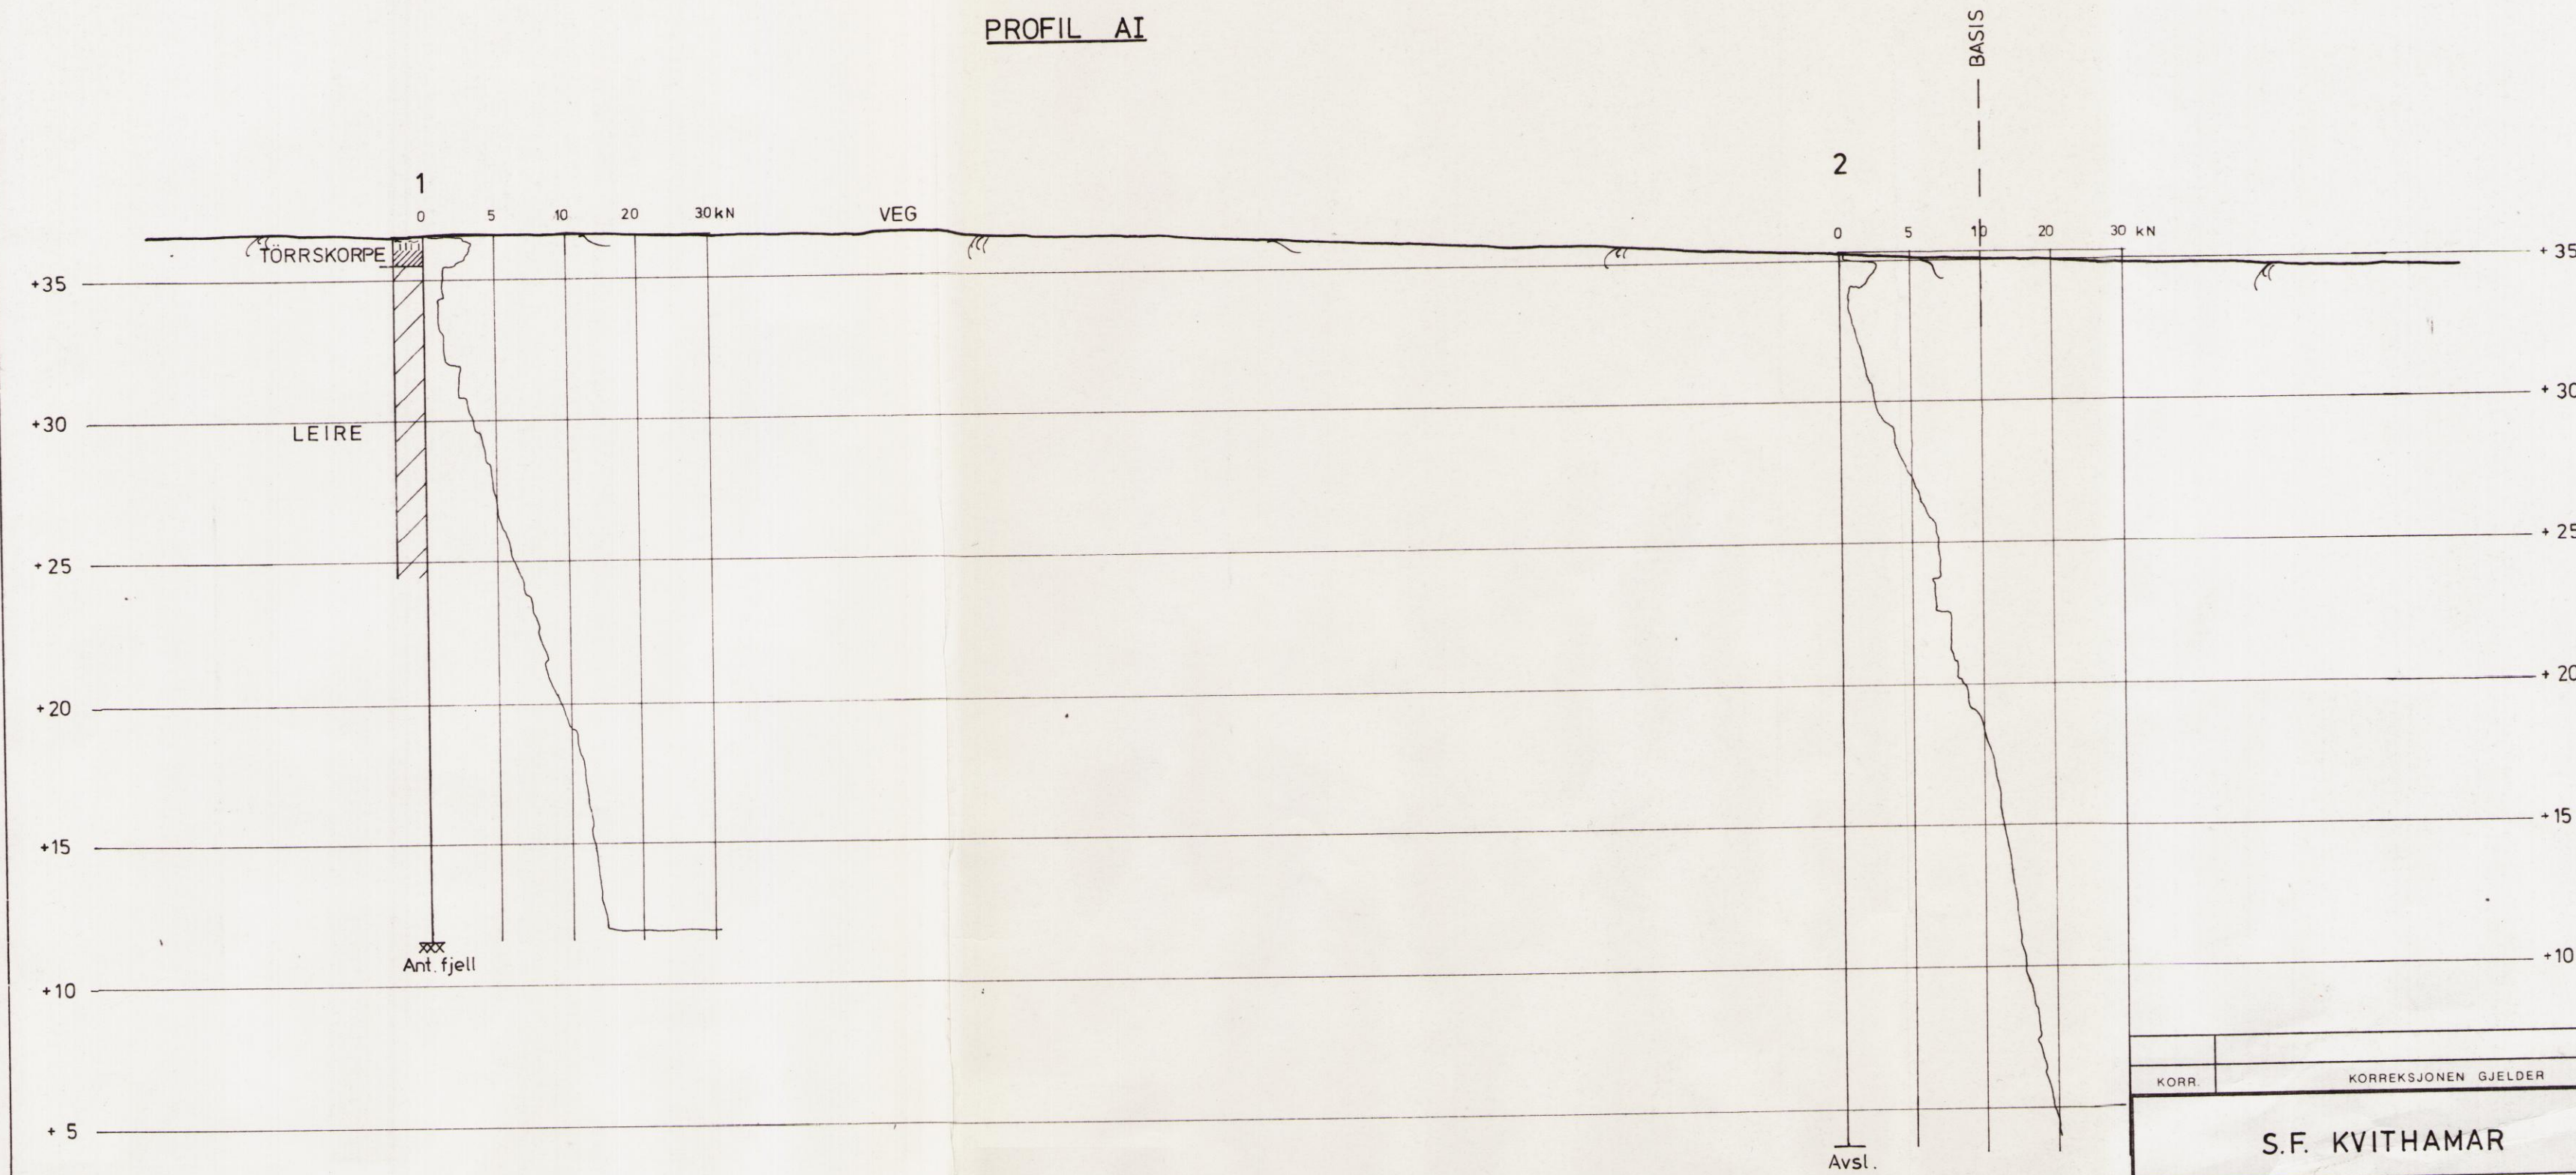 PROFIL AI
BASIS
1
2
0 5 10 20 30 kN
VEG
0 5 10 20 30 kN
TÖRRSKORPE
+35
+35
+30
+30
LEIRE
+25
+25
+20
+20
+15
+15
Ant. fjell
+10
+10
+5
Avsl.
KORR.
KORREKSJONEN GJELDER
S.F. KVITHAMAR